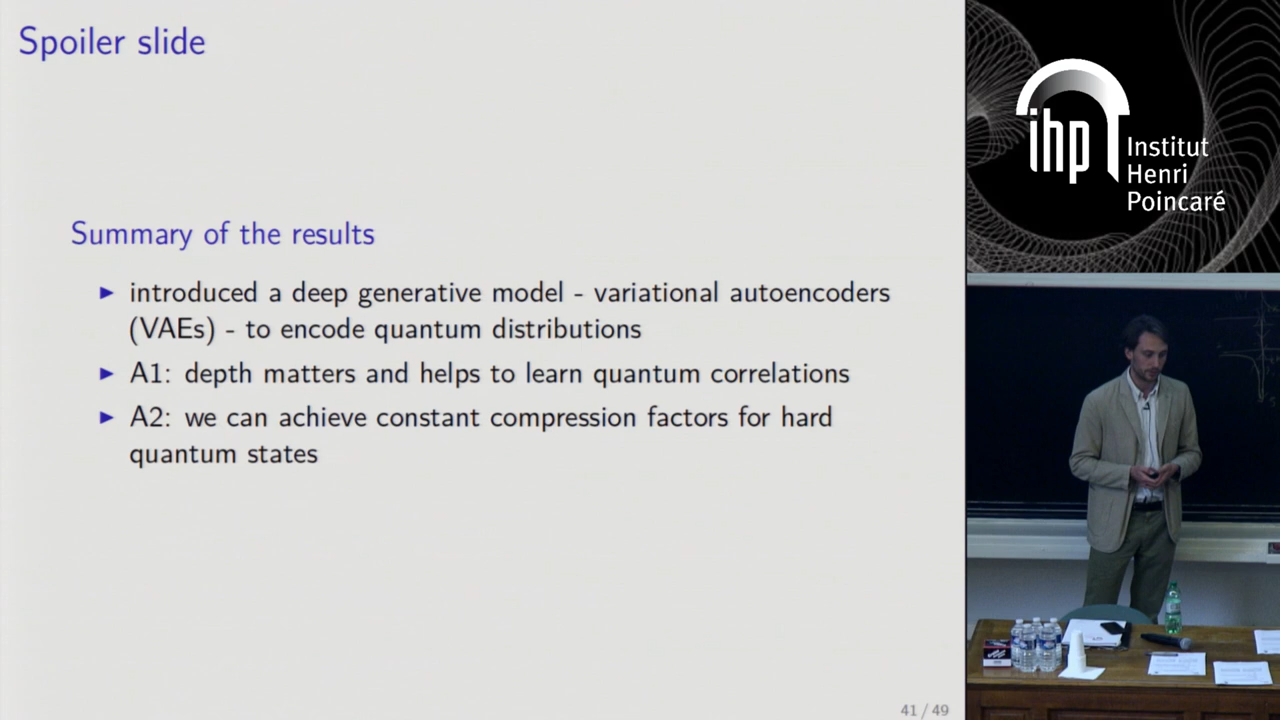 Spoiler slide
Summary of the results
► introduced a deep generative model - variational autoencoders
(VAEs) - to encode quantum distributions
► A1: depth matters and helps to learn quantum correlations
► A2: we can achieve constant compression factors for hard
quantum states
41 / 49
ihp
Institut
Henri
Poincaré